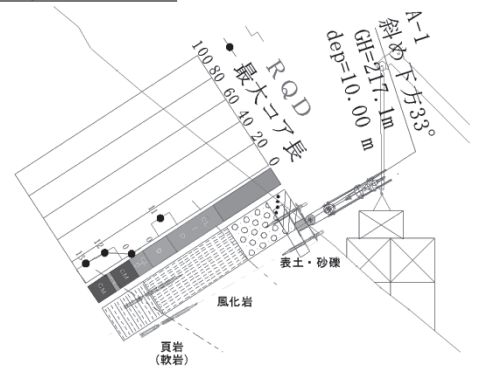 A-1
斜め下方33°
GH=217.1m
dep=10.00 m
RQD
最大コア長
100 80 60 40 20 0
表土・砂礫
風化岩
頁岩
(軟岩)
CM
CM